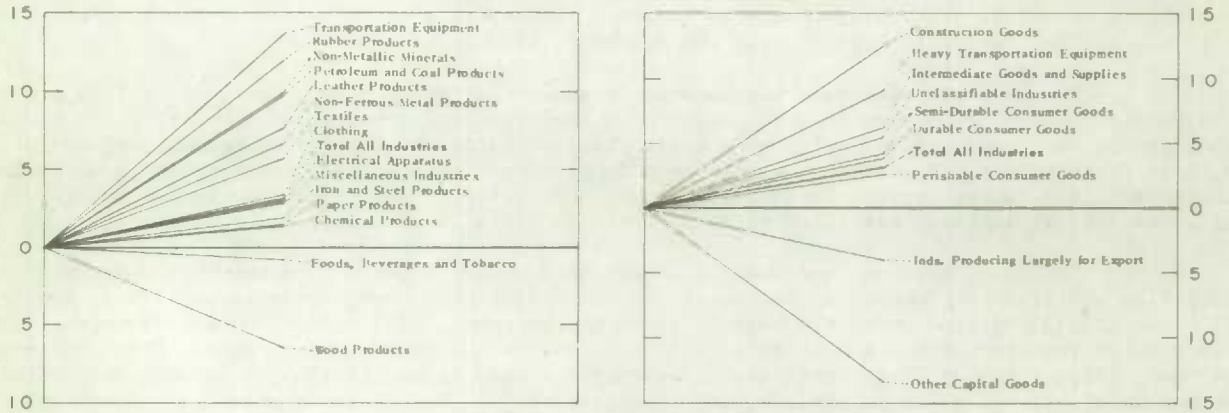 15
10
5
0
5
10
Transportation Equipment
Rubber Products
Non-Metallic Minerals
Petroleum and Coal Products
Leather Products
Non-Ferrous Metal Products
Textiles
Clothing
Total All Industries
Electrical Apparatus
Miscellaneous Industries
Iron and Steel Products
Paper Products
Chemical Products
Foods, Beverages and Tobacco
Wood Products
Construction Goods
Heavy Transportation Equipment
Intermediate Goods and Supplies
Unclassifiable Industries
Semi-Durable Consumer Goods
Durable Consumer Goods
Total All Industries
Perishable Consumer Goods
Inds. Producing Largely for Export
Other Capital Goods
15
10
5
0
5
10
15